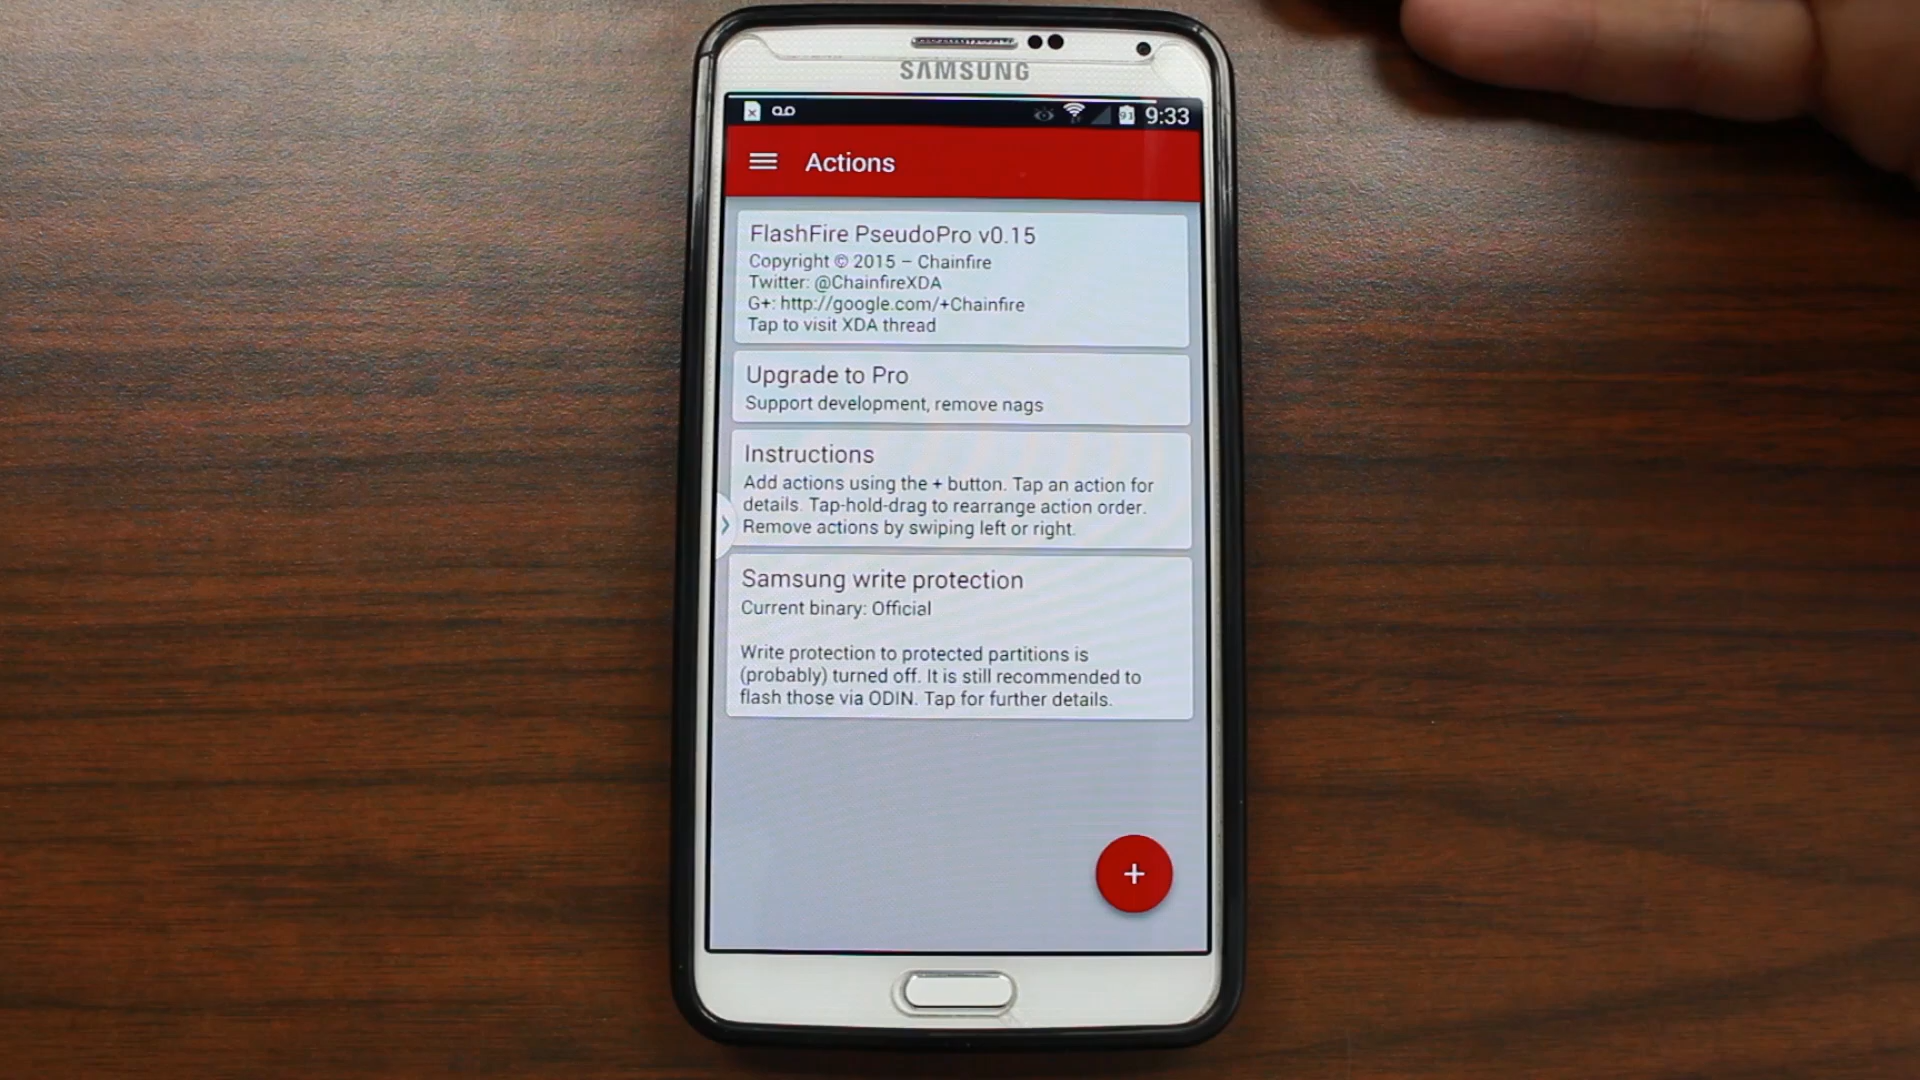 SAMSUNG
91 9:33
Actions
FlashFire PseudoPro v0.15
Copyright © 2015 – Chainfire
Twitter: @ChainfireXDA
G+: http://google.com/+Chainfire
Tap to visit XDA thread
Upgrade to Pro
Support development, remove nags
Instructions
Add actions using the + button. Tap an action for
details. Tap-hold-drag to rearrange action order.
Remove actions by swiping left or right.
Samsung write protection
Current binary: Official
Write protection to protected partitions is
(probably) turned off. It is still recommended to
flash those via ODIN. Tap for further details.
+